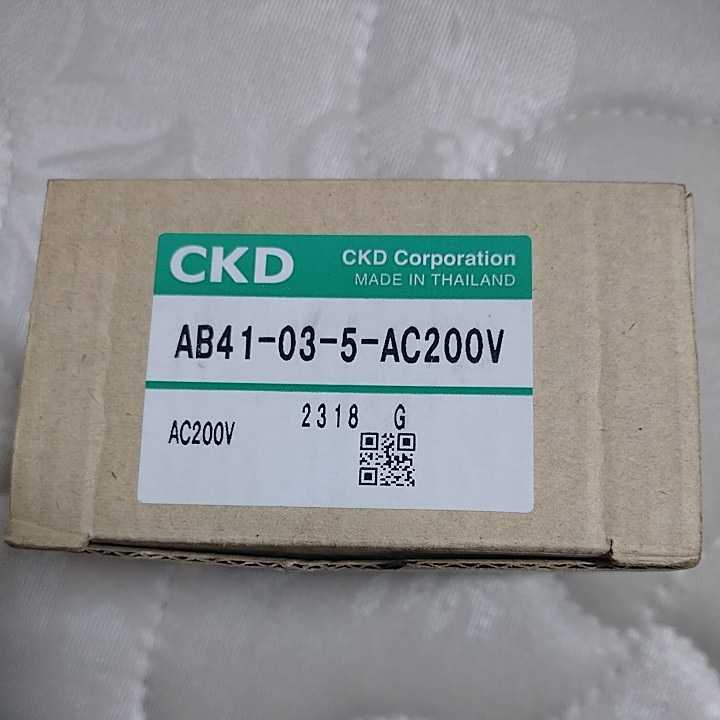 CKD
CKD Corporation
MADE IN THAILAND
AB41-03-5-AC200V
2318 G
AC200V